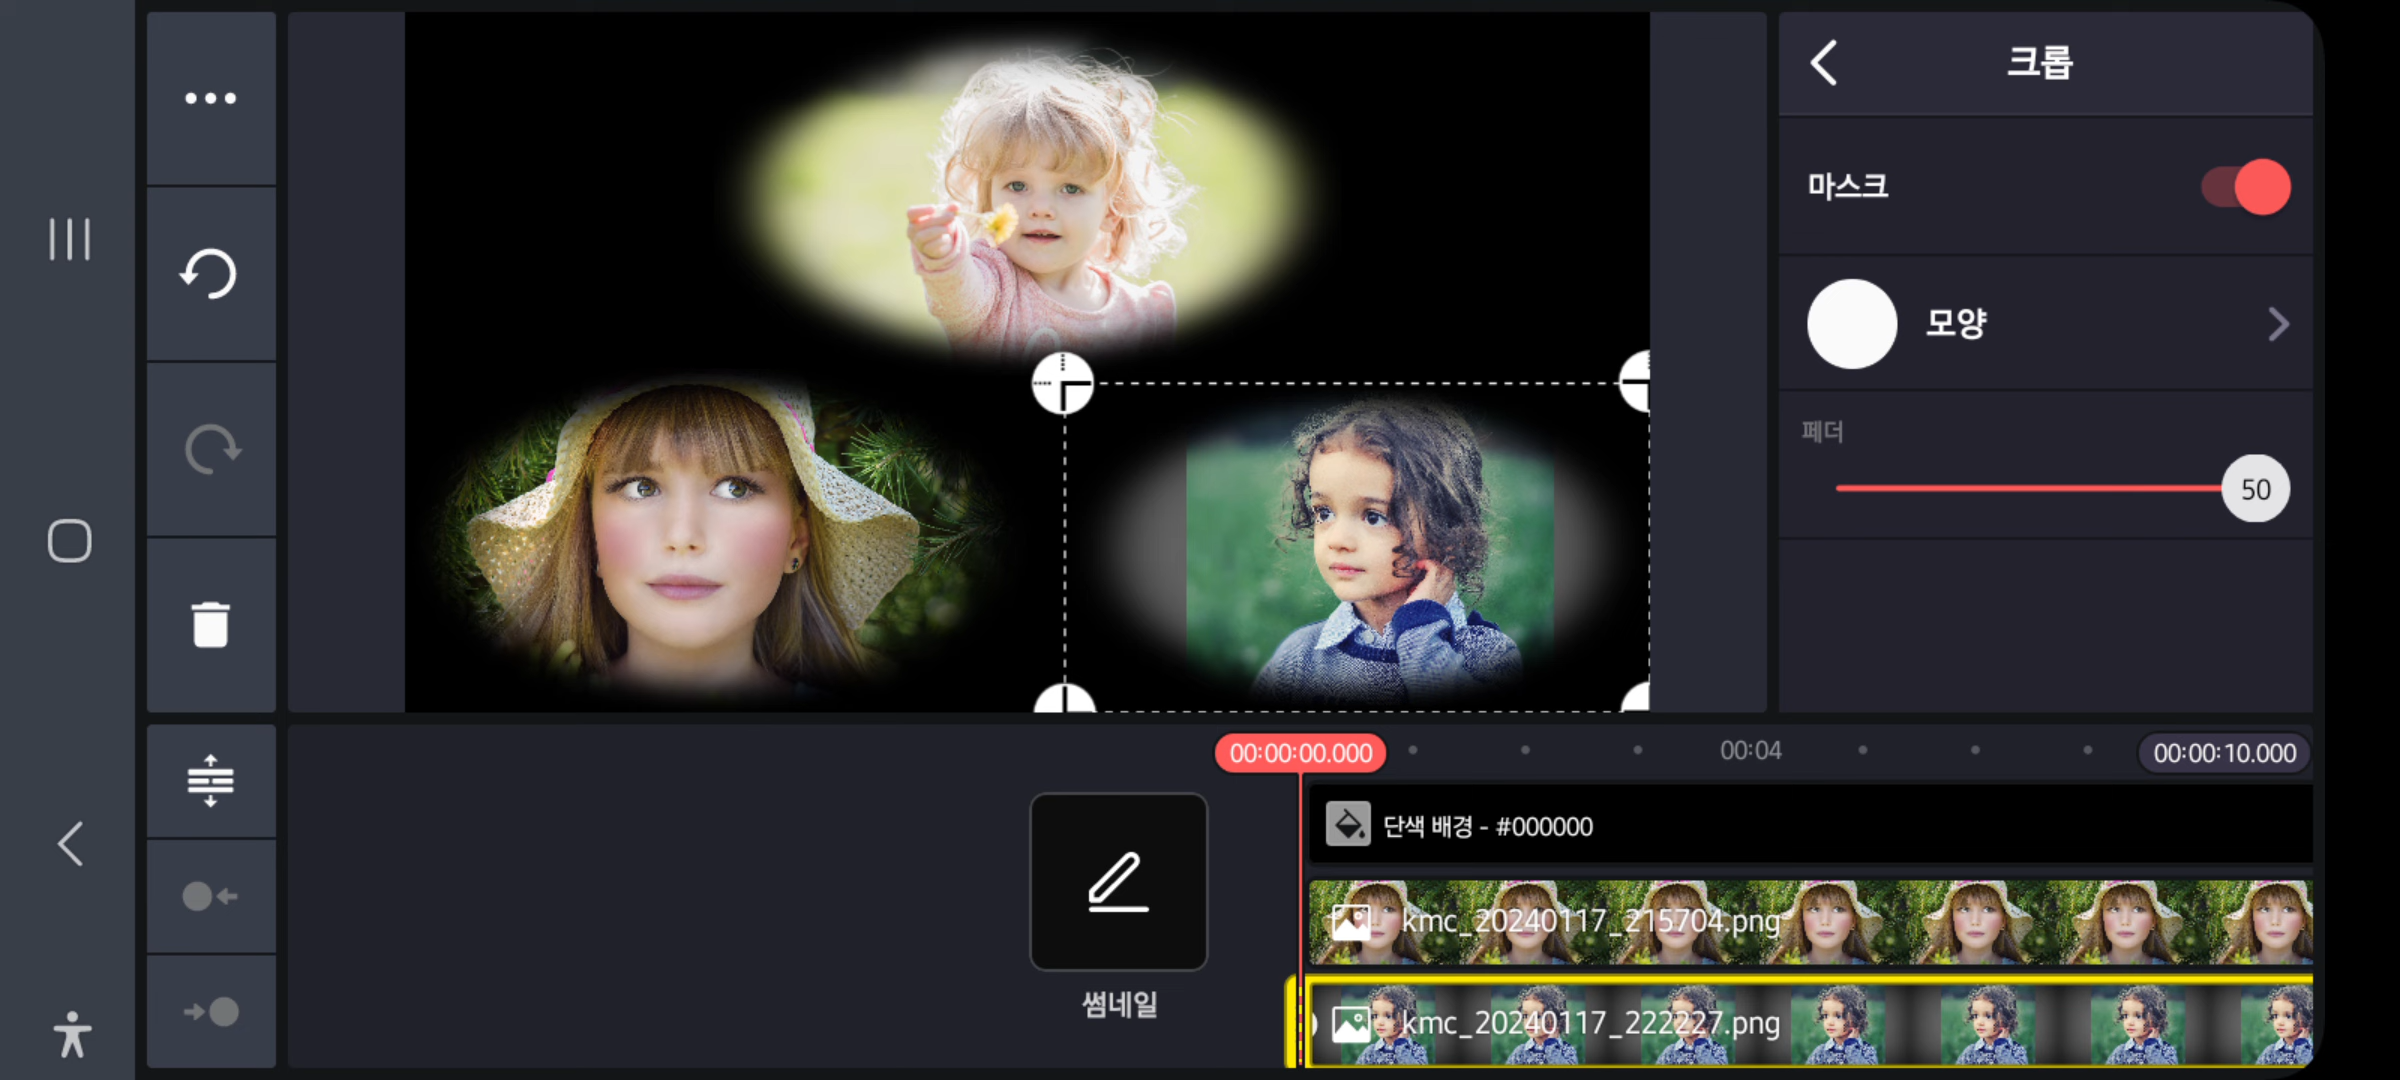 크롭
마스크
모양
페더
50
00:00:00.000
00:04
00:00:10.000
단색 배경 - #000000
kmc_20240117_215704.png
썸네일
kmc_20240117_222227.png